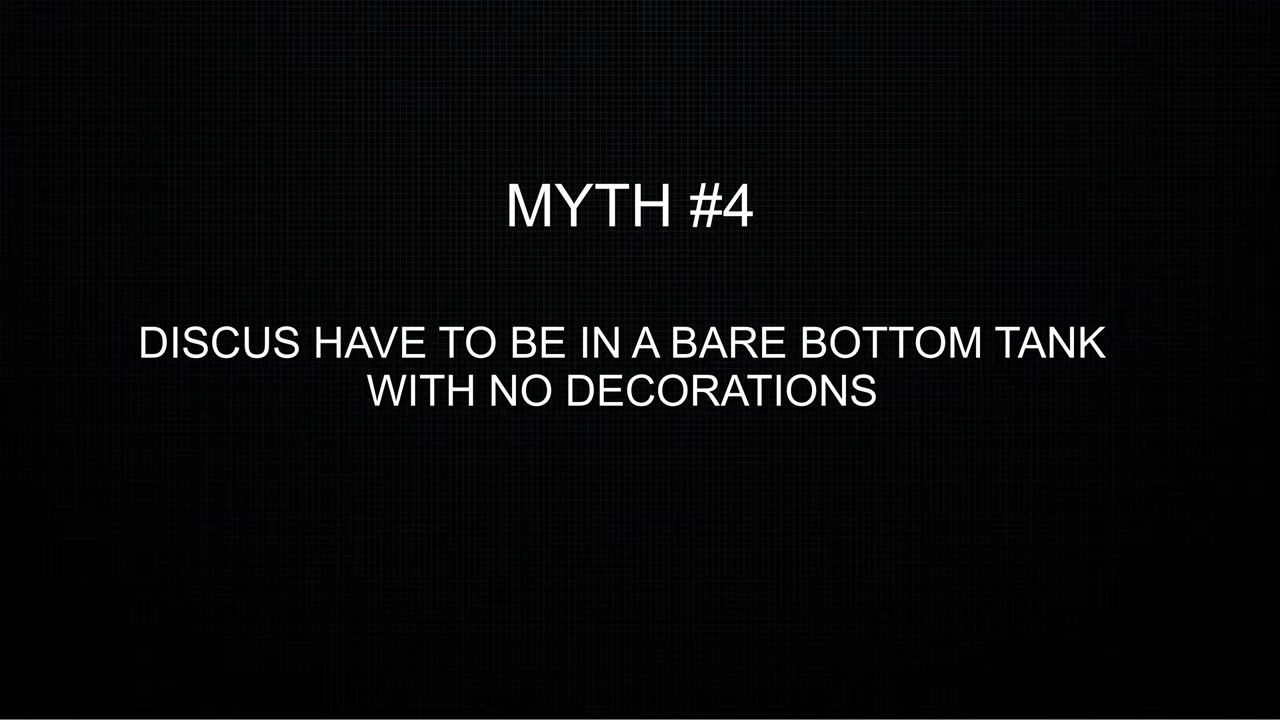 MYTH #4
DISCUS HAVE TO BE IN A BARE BOTTOM TANK
WITH NO DECORATIONS